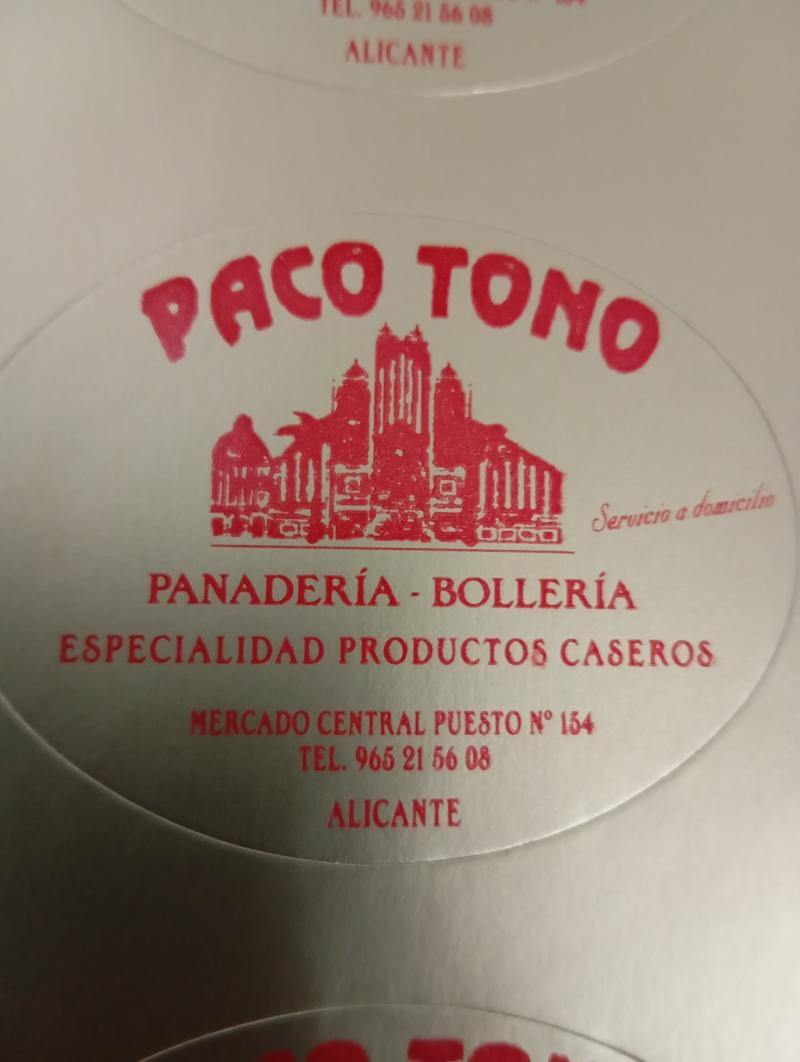 TEL. 965 21 56 08
ALICANTE
PACO TONO
Servicio a domicilio
PANADERÍA - BOLLERÍA
ESPECIALIDAD PRODUCTOS CASEROS
MERCADO CENTRAL PUESTO Nº 154
TEL. 965 21 56 08
ALICANTE